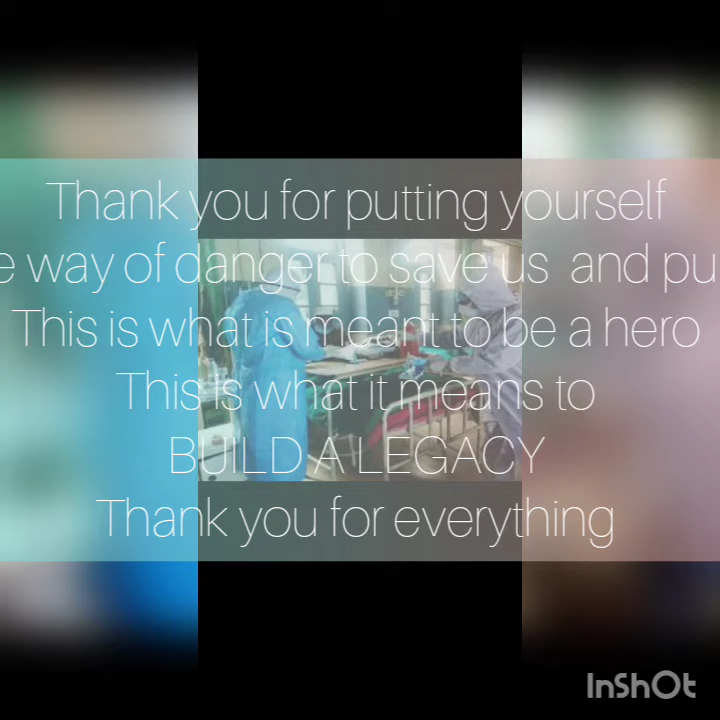 Thank you for putting yourself
way of danger to save us and
This is what is meant to be a hero
This is what it means to
BUILD A LEGACY
Thank you for everything
InShOt